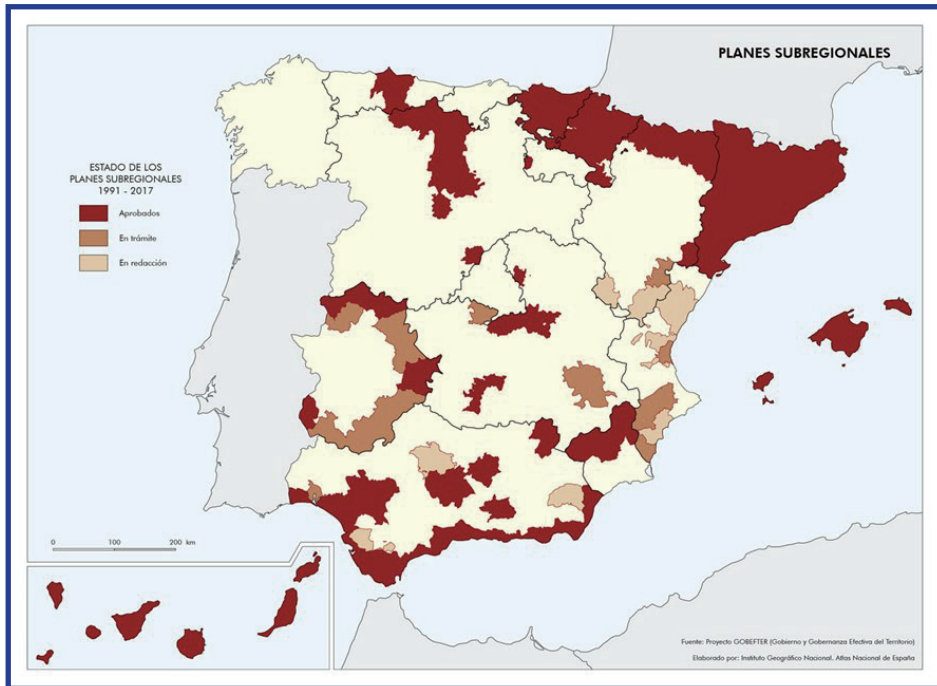 PLANES SUBREGIONALES
ESTADO DE LOS
PLANES SUBREGIONALES
1991 - 2017
Aprobados
En trámite
En redacción
0 100 200 km
Fuente: Proyecto GOBEFTER (Gobierno y Gobernanza Efectiva del Territorio)
Elaborado por: Instituto Geográfico Nacional. Atlas Nacional de España